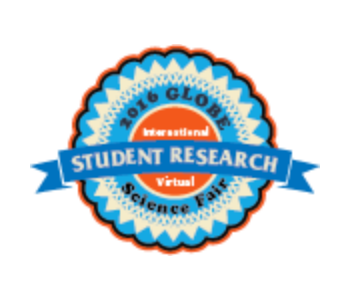 2016 GLOBE
International
STUDENT RESEARCH
Virtual
Science Fair